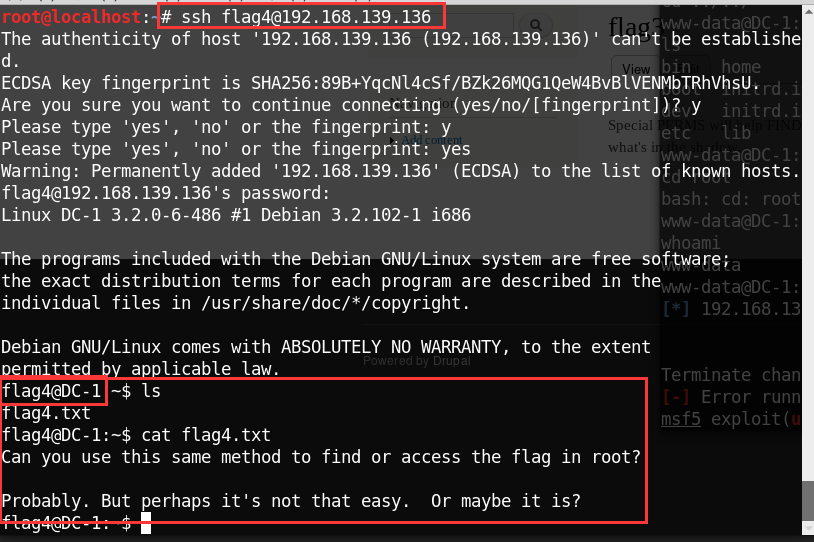 root@localhost:~# ssh flag4@192.168.139.136
The authenticity of host '192.168.139.136 (192.168.139.136)' can't be establishe
d.
ECDSA key fingerprint is SHA256:89B+YqcNl4cSf/BZk26MQG1QeW4BvBlVENMbTRhVhsU.
Are you sure you want to continue connecting (yes/no/[fingerprint])? y
Please type 'yes', 'no' or the fingerprint: y
Please type 'yes', 'no' or the fingerprint: yes
Warning: Permanently added '192.168.139.136' (ECDSA) to the list of known hosts.
flag4@192.168.139.136's password:
Linux DC-1 3.2.0-6-486 #1 Debian 3.2.102-1 i686
The programs included with the Debian GNU/Linux system are free software;
the exact distribution terms for each program are described in the
individual files in /usr/share/doc/*/copyright.
Debian GNU/Linux comes with ABSOLUTELY NO WARRANTY, to the extent
permitted by applicable law.
flag4@DC-1:~$ ls
flag4.txt
flag4@DC-1:~$ cat flag4.txt
Can you use this same method to find or access the flag in root?
Probably. But perhaps it's not that easy.  Or maybe it is?
flag4@DC-1:~$
View
Add content
Special PERMS will help FIND
what's in the
Powered by Drupal
www-data@DC-1:
ls
bin home
boot initrd.i
dev initrd.i
etc lib
www-data@DC-1:
cd root
bash: cd: root
www-data@DC-1:
whoami
www-data
www-data@DC-1:
[*] 192.168.13
Terminate chan
[-] Error runn
msf5 exploit(u